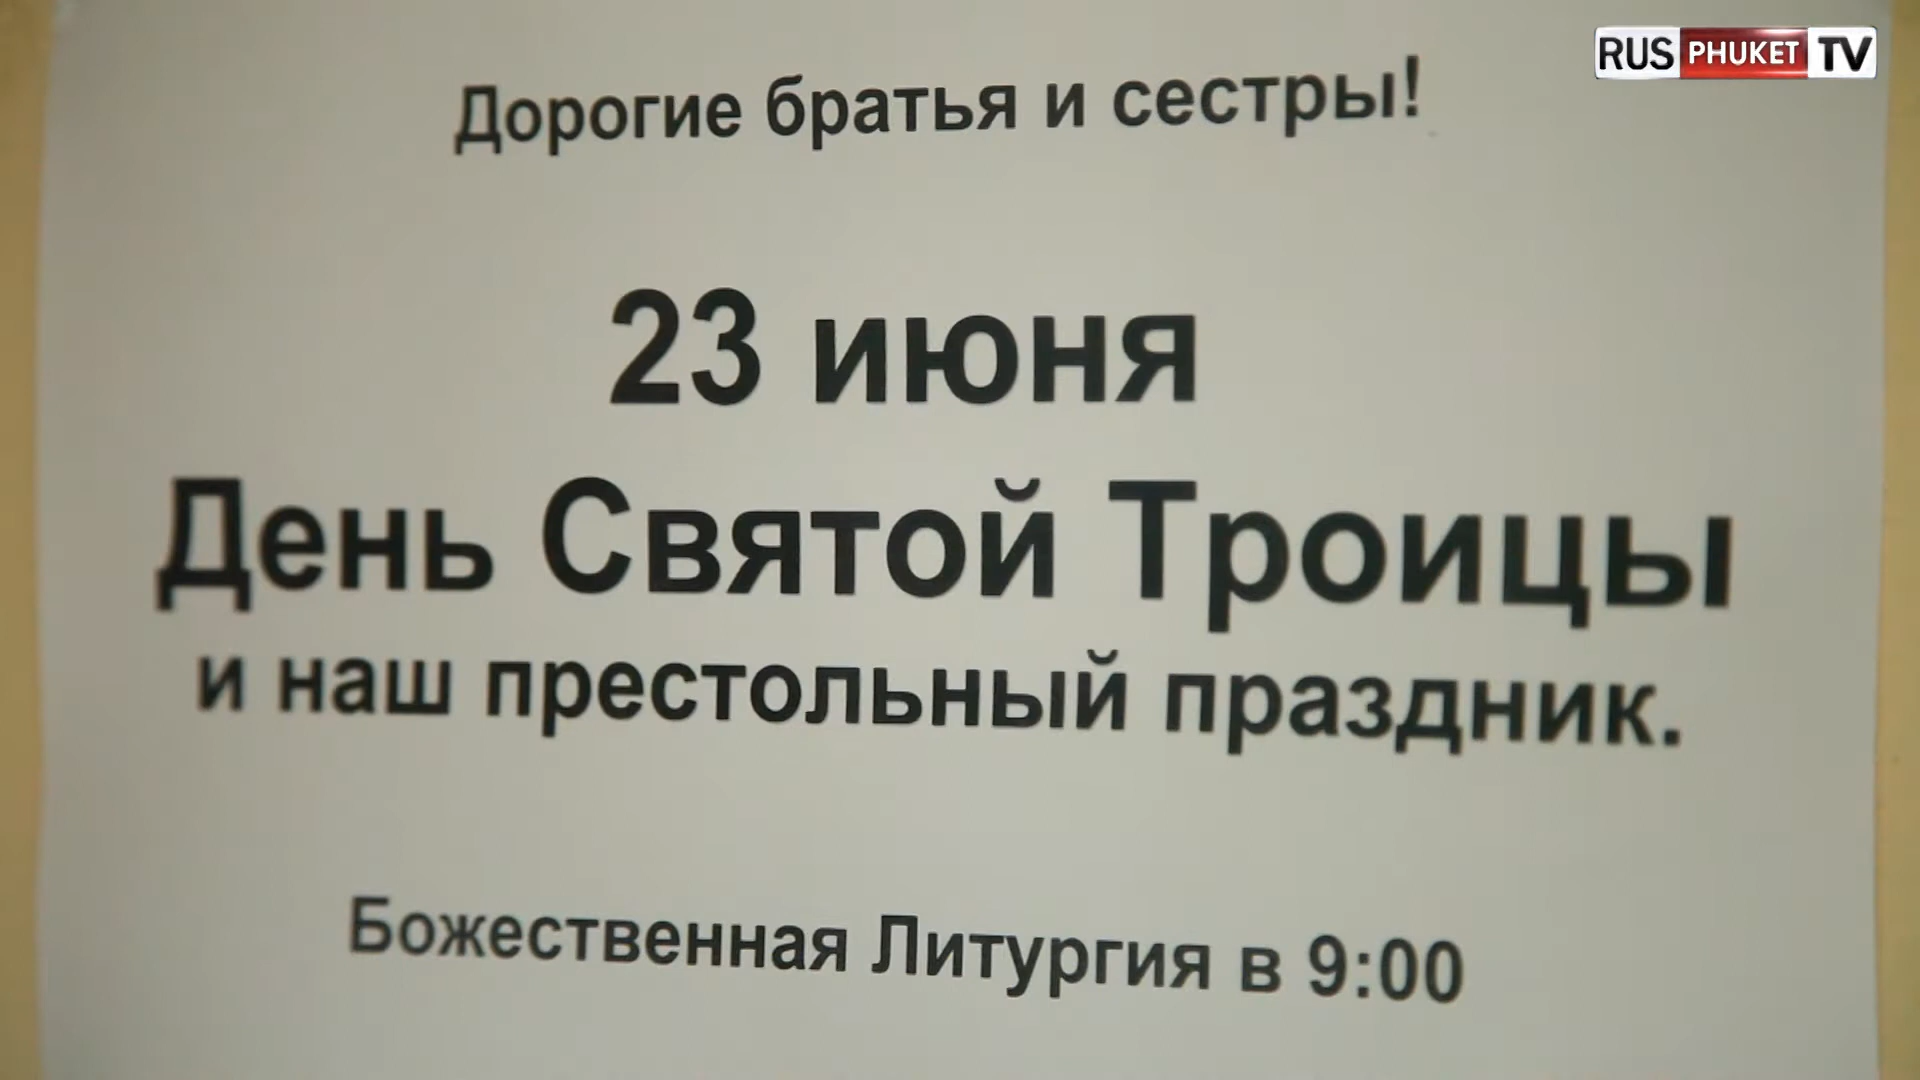 RUS PHUKET TV
Дорогие братья и сестры!
23 июня
День Святой Троицы
и наш престольный праздник.
Божественная Литургия в 9:00